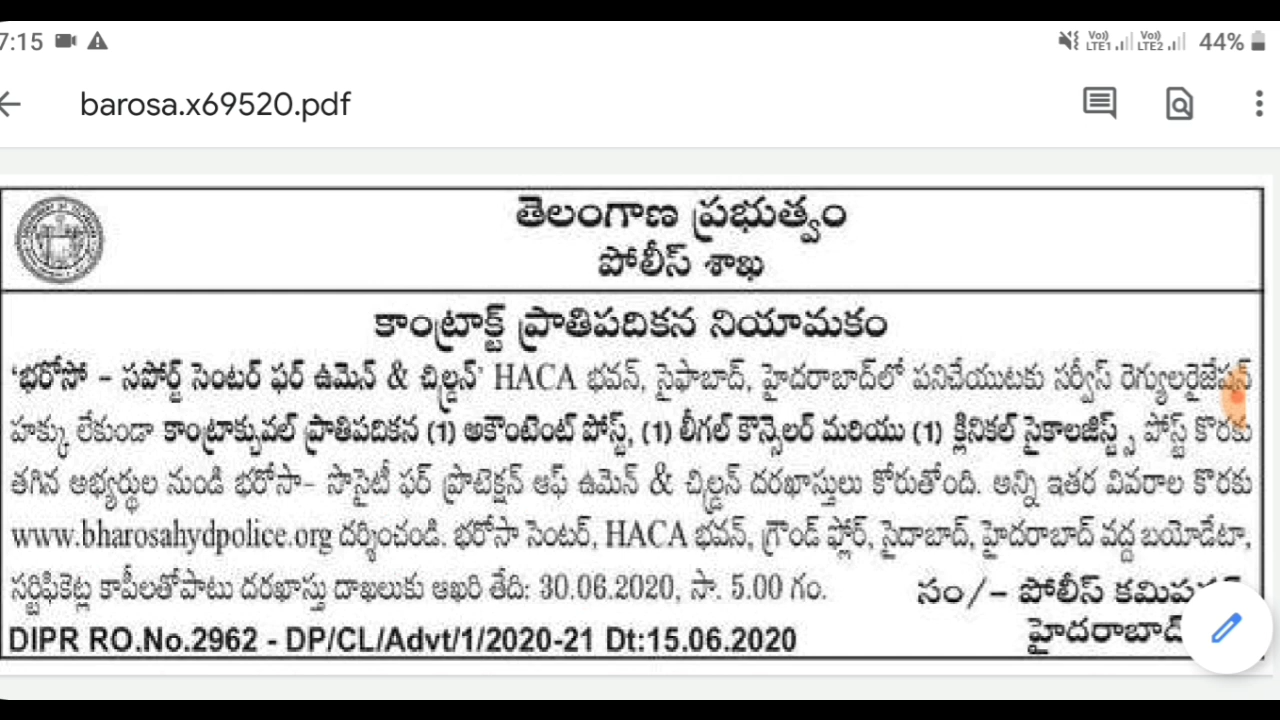 7:15 Vo)) LTE1 Vo)) LTE2 44%
barosa.x69520.pdf
తెలంగాణ ప్రభుత్వం
పోలీస్ శాఖ
కాంట్రాక్ట్ ప్రాతిపదికన నియామకం
'భరోసో – సపోర్ట్ సెంటర్ ఫర్ ఉమెన్ & చిల్డ్రన్' HACA భవన్, సైఫాబాద్, హైదరాబాద్‌లో పనిచేయుటకు సర్వీస్ రెగ్యులరైజేషన్
హక్కు లేకుండా కాంట్రాక్చువల్ ప్రాతిపదికన (1) అకౌంటెంట్ పోస్ట్, (1) లీగల్ కౌన్సెలర్ మరియు (1) క్లినికల్ సైకాలజిస్ట్స్ పోస్ట్ కొరకు
తగిన అభ్యర్థుల నుండి భరోసా– సొసైటీ ఫర్ ప్రొటెక్షన్ ఆఫ్ ఉమెన్ & చిల్డ్రన్ దరఖాస్తులు కోరుతోంది. అన్ని ఇతర వివరాల కొరకు
www.bharosahydpolice.org దర్శించండి. భరోసా సెంటర్, HACA భవన్, గ్రౌండ్ ఫ్లోర్, సైదాబాద్, హైదరాబాద్ వద్ద బయోడేటా,
సర్టిఫికెట్ల కాపీలతోపాటు దరఖాస్తు దాఖలుకు ఆఖరి తేది: 30.06.2020, సా. 5.00 గం. సం/– పోలీస్
DIPR RO.No.2962 - DP/CL/Advt/1/2020-21 Dt:15.06.2020 హైదరాబాద్